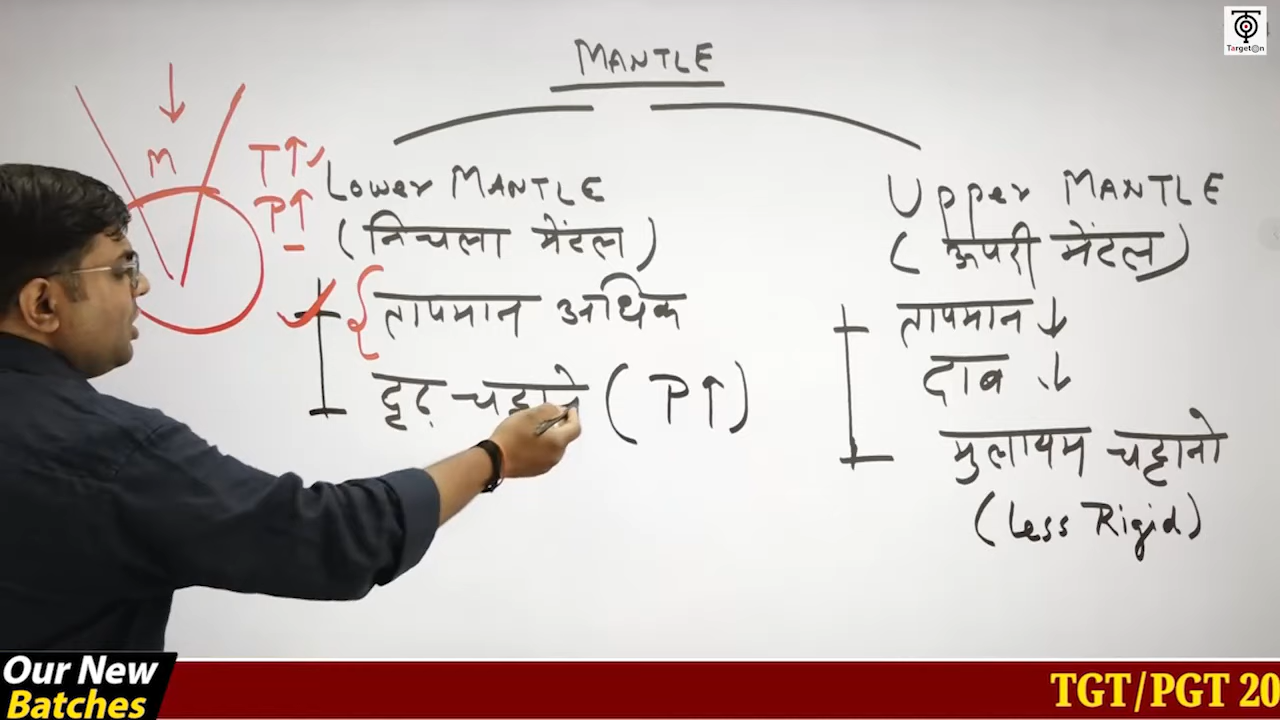 TargetOn
MANTLE
M
T↑
P↑
Lower MANTLE
(निचला मेंटल)
तापमान अधिक
दृढ़ चट्टाने (P↑)
Upper MANTLE
(ऊपरी मेंटल)
तापमान ↓
दाब ↓
मुलायम चट्टानो
(Less Rigid)
Our New
Batches
TGT/PGT 20